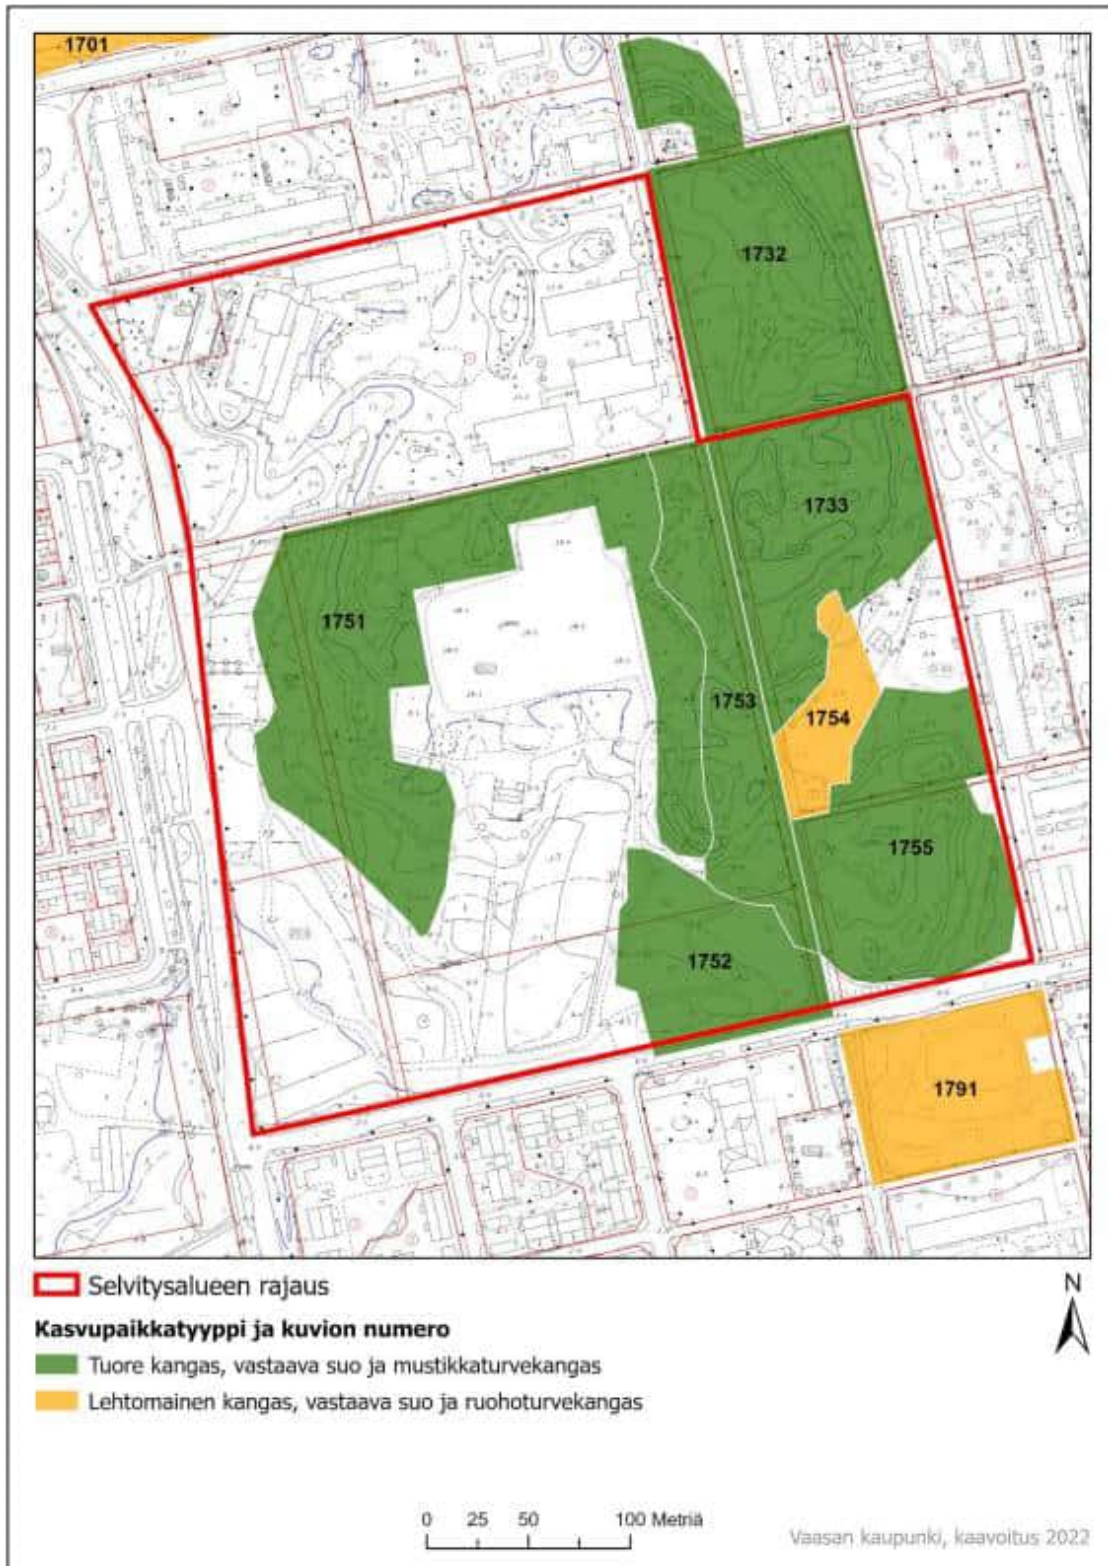 1701
1732
1733
1751
1753
1754
1755
1752
1791
Selvitysalueen rajaus
N
Kasvupaikkatyyppi ja kuvion numero
Tuore kangas, vastaava suo ja mustikkaturvekangas
Lehtomainen kangas, vastaava suo ja ruohoturvekangas
0 25 50 100 Metriä
Vaasan kaupunki, kaavoitus 2022